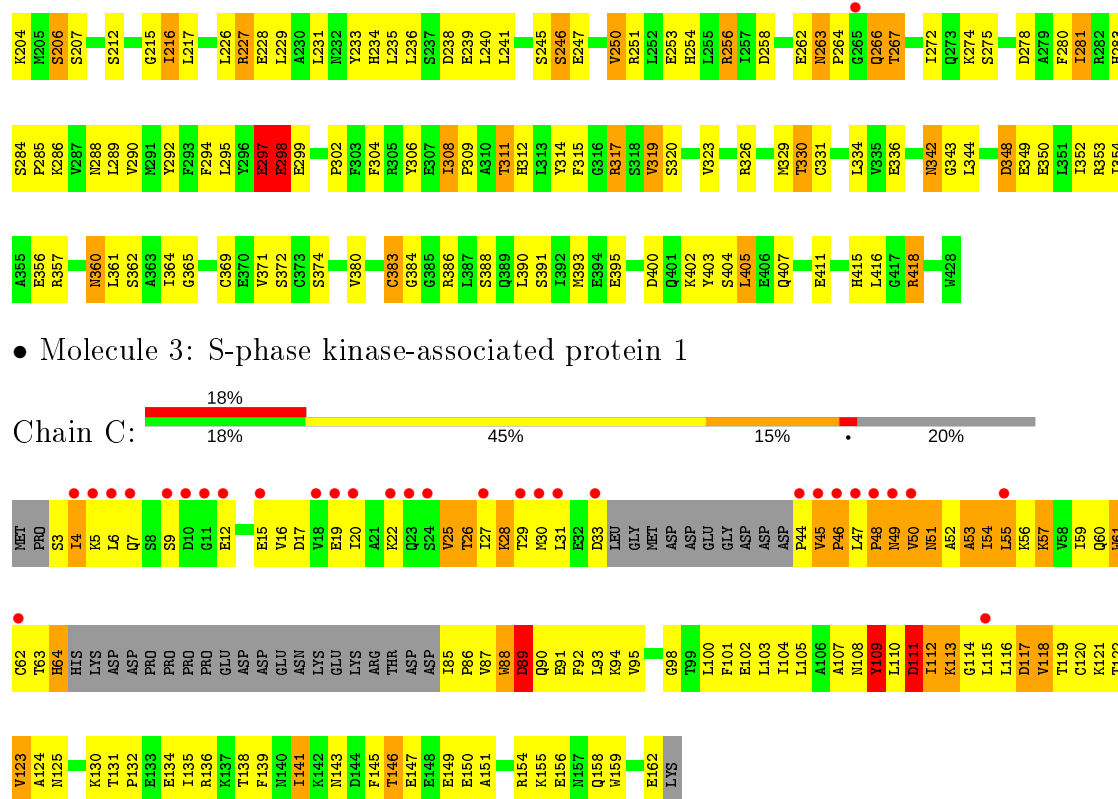 K204 M205 S206 S207 S212 G215 I216 L217 L226 R227 E228 L229 A230 L231 N232 Y233 H234 L235 L236 S237 D238 E239 L240 L241 S245 S246 E247 V250 R251 L252 E253 H254 L255 R256 I257 D258 E262 N263 P264 G265 Q266 T267 I272 Q273 K274 S275 D278 A279 F280 I281 R282 H283
S284 P285 K286 V287 N288 L289 V290 M291 Y292 F293 F294 L295 Y296 E297 E298 E299 P302 F303 F304 R305 Y306 E307 I308 P309 A310 T311 H312 L313 Y314 F315 G316 R317 S318 V319 S320 V323 R326 M329 T330 C331 L334 V335 E336 N342 G343 L344 D348 E349 E350 L351 I352 R353 I354
A355 E356 R357 N360 L361 S362 A363 I364 G365 C369 E370 V371 S372 C373 S374 V380 C383 G384 G385 R386 L387 S388 Q389 L390 S391 I392 M393 E394 E395 D400 Q401 K402 Y403 S404 L405 E406 Q407 E411 H415 L416 G417 R418 W428
• Molecule 3: S-phase kinase-associated protein 1
18%
Chain C:
18% 45% 15% • 20%
MET PRO S3 I4 K5 L6 Q7 S8 S9 D10 G11 E12 E15 V16 D17 V18 E19 I20 A21 K22 Q23 S24 V25 T26 I27 K28 T29 M30 L31 E32 D33 LEU GLY MET ASP ASP GLU GLY ASP ASP ASP P44 V45 P46 L47 P48 N49 V50 N51 A52 A53 I54 L55 K56 K57 V58 I59 Q60 W61
C62 T63 H64 HIS LYS ASP ASP PRO PRO PRO PRO GLU ASP ASP GLU ASN LYS GLU LYS ARG THR ASP ASP I85 P86 V87 W88 D89 Q90 E91 F92 L93 K94 V95 G98 T99 L100 F101 E102 L103 I104 L105 A106 A107 N108 Y109 L110 D111 I112 K113 G114 L115 L116 D117 V118 T119 C120 K121 T122
V123 A124 N125 K130 T131 P132 E133 E134 I135 R136 K137 T138 F139 N140 I141 K142 N143 D144 F145 T146 E147 E148 E149 E150 A151 R154 K155 E156 N157 Q158 W159 E162 LYS